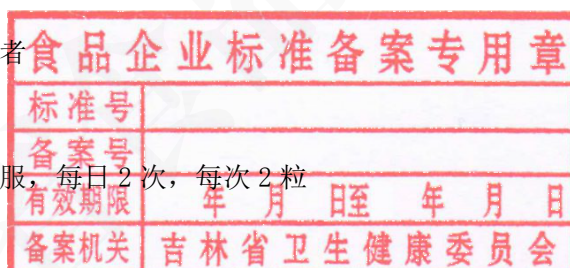 者
食品企业标准备案专用章
标准号
备案号
服，每日2次，每次2粒
有效期限 年 月 日至 年 月 日
备案机关 吉林省卫生健康委员会